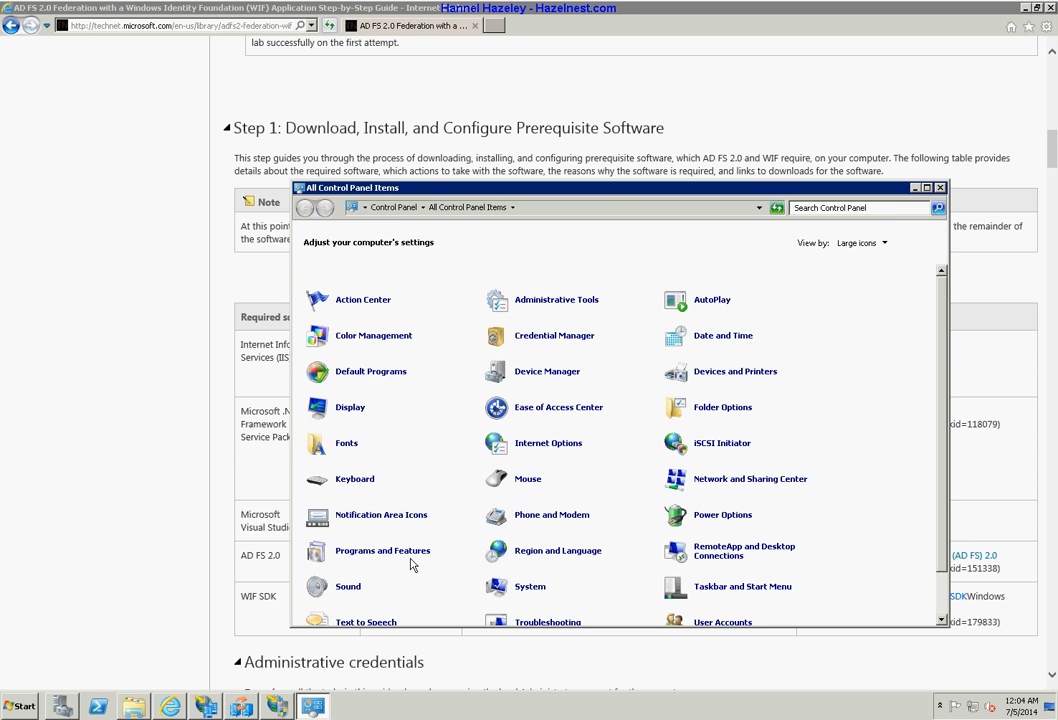 AD FS 2.0 Federation with a Windows Identity Foundation (WIF) Application Step-by-Step Guide - Internet
Hannel Hazeley - Hazelnest.com
http://technet.microsoft.com/en-us/library/adfs2-federation-wif
AD FS 2.0 Federation with a ...
lab successfully on the first attempt.
Step 1: Download, Install, and Configure Prerequisite Software
This step guides you through the process of downloading, installing, and configuring prerequisite software, which AD FS 2.0 and WIF require, on your computer. The following table provides
details about the required software, which actions to take with the software, the reasons why the software is required, and links to downloads for the software.
Note
At this point
the remainder of
the software
All Control Panel Items
Control Panel
All Control Panel Items
Search Control Panel
Adjust your computer's settings
View by: Large icons
Action Center
Administrative Tools
AutoPlay
Color Management
Credential Manager
Date and Time
Default Programs
Device Manager
Devices and Printers
Display
Ease of Access Center
Folder Options
Fonts
Internet Options
iSCSI Initiator
Keyboard
Mouse
Network and Sharing Center
Notification Area Icons
Phone and Modem
Power Options
Programs and Features
Region and Language
RemoteApp and Desktop
Connections
Sound
System
Taskbar and Start Menu
Text to Speech
Troubleshooting
User Accounts
Required so
Internet Info
Services (IIS
Microsoft .N
Framework
Service Pack
kid=118079)
Microsoft
Visual Studi
AD FS 2.0
(AD FS) 2.0
kid=151338)
WIF SDK
SDKWindows
kid=179833)
Administrative credentials
Start
12:04 AM
7/5/2014